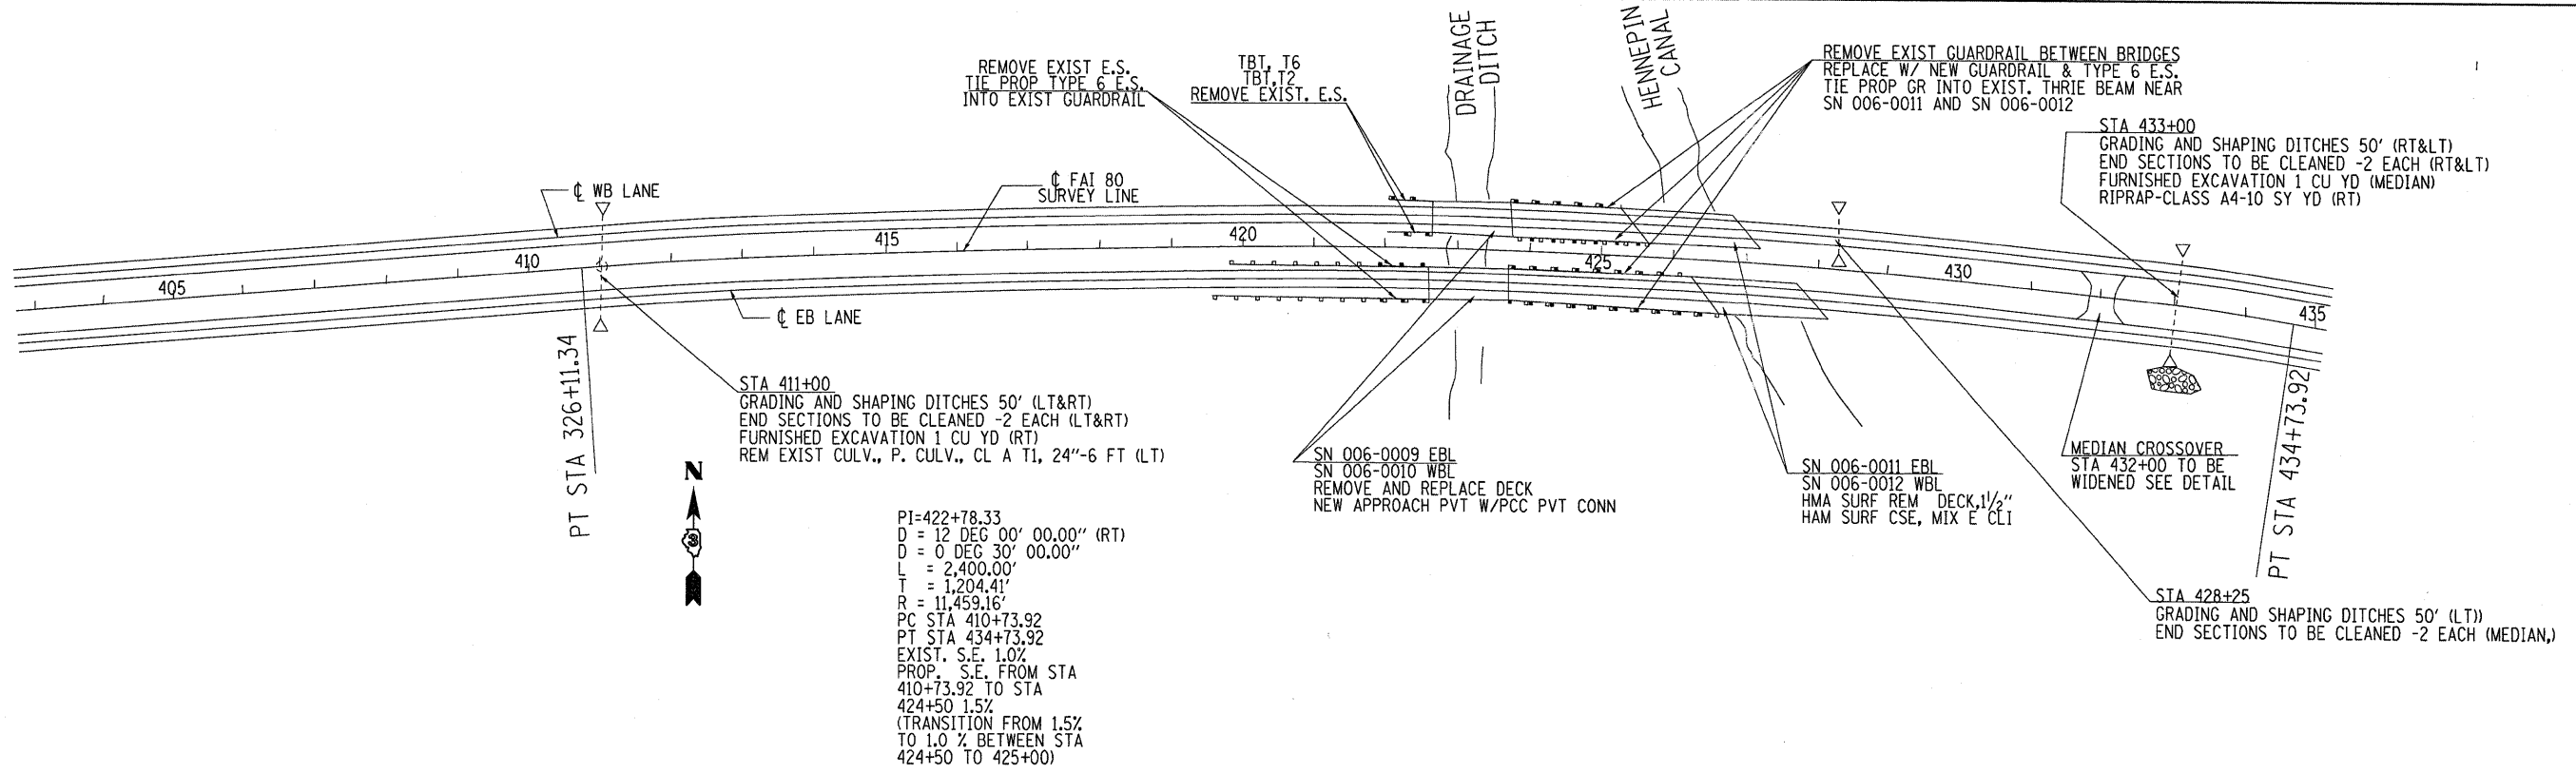 DRAINAGE
DITCH
HENNEPIN
CANAL
REMOVE EXIST E.S.
TIE PROP TYPE 6 E.S.
INTO EXIST GUARDRAIL
TBT, T6
TBT,T2
REMOVE EXIST. E.S.
REMOVE EXIST GUARDRAIL BETWEEN BRIDGES
REPLACE W/ NEW GUARDRAIL & TYPE 6 E.S.
TIE PROP GR INTO EXIST. THRIE BEAM NEAR
SN 006-0011 AND SN 006-0012
STA 433+00
GRADING AND SHAPING DITCHES 50' (RT&LT)
END SECTIONS TO BE CLEANED -2 EACH (RT&LT)
FURNISHED EXCAVATION 1 CU YD (MEDIAN)
RIPRAP-CLASS A4-10 SY YD (RT)
℄ WB LANE
℄ FAI 80
SURVEY LINE
405
410
415
420
425
430
435
℄ EB LANE
PT STA 326+11.34
STA 411+00
GRADING AND SHAPING DITCHES 50' (LT&RT)
END SECTIONS TO BE CLEANED -2 EACH (LT&RT)
FURNISHED EXCAVATION 1 CU YD (RT)
REM EXIST CULV., P. CULV., CL A T1, 24"-6 FT (LT)
N
3
PI=422+78.33
D = 12 DEG 00' 00.00" (RT)
D = 0 DEG 30' 00.00"
L = 2,400.00'
T = 1,204.41'
R = 11,459.16'
PC STA 410+73.92
PT STA 434+73.92
EXIST. S.E. 1.0%
PROP. S.E. FROM STA
410+73.92 TO STA
424+50 1.5%
(TRANSITION FROM 1.5%
TO 1.0 % BETWEEN STA
424+50 TO 425+00)
SN 006-0009 EBL
SN 006-0010 WBL
REMOVE AND REPLACE DECK
NEW APPROACH PVT W/PCC PVT CONN
SN 006-0011 EBL
SN 006-0012 WBL
HMA SURF REM DECK,1½"
HAM SURF CSE, MIX E CLI
MEDIAN CROSSOVER
STA 432+00 TO BE
WIDENED SEE DETAIL
PT STA 434+73.92
STA 428+25
GRADING AND SHAPING DITCHES 50' (LT))
END SECTIONS TO BE CLEANED -2 EACH (MEDIAN,)